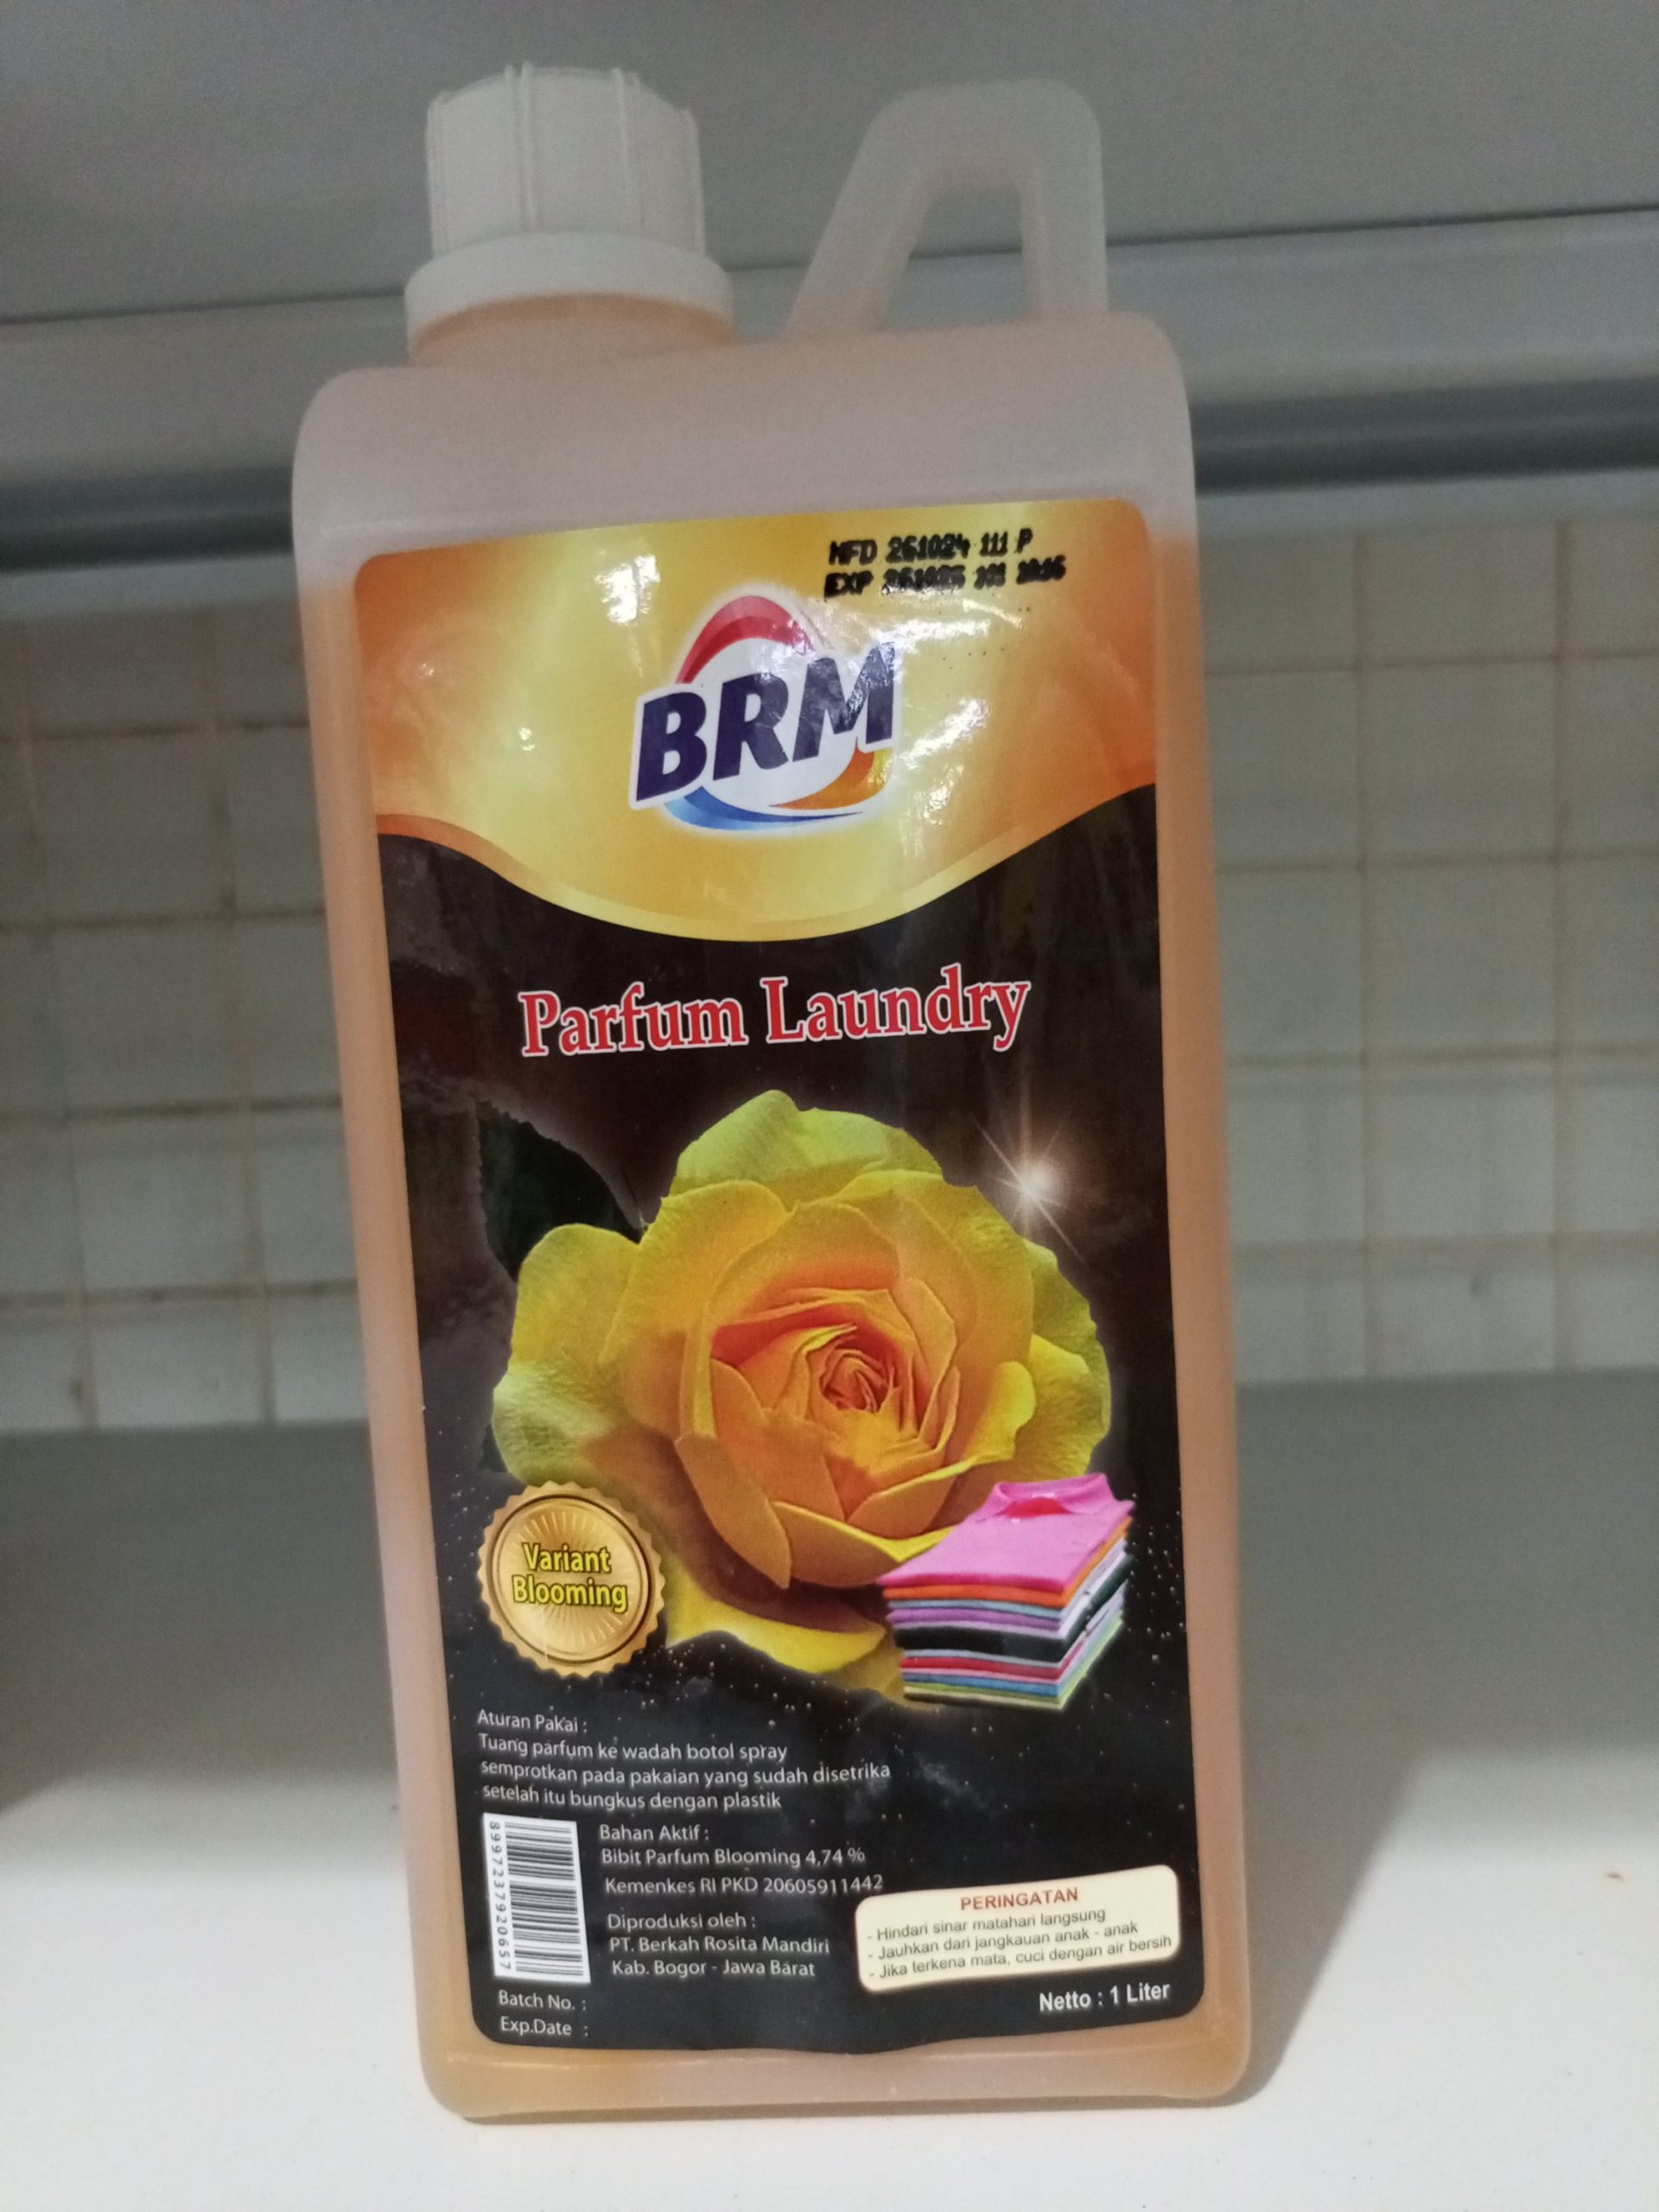 MFD 261024 111 P
EXP
BRM
Parfum Laundry
Variant
Blooming
Aturan Pakai :
Tuang parfum ke wadah botol spray
semprotkan pada pakaian yang sudah disetrika
setelah itu bungkus dengan plastik
8997237920657
Bahan Aktif :
Bibit Parfum Blooming 4,74 %
Kemenkes RI PKD 20605911442
Diproduksi oleh :
PT. Berkah Rosita Mandiri
Kab. Bogor - Jawa Barat
PERINGATAN
- Hindari sinar matahari langsung
- Jauhkan dari jangkauan anak - anak
- Jika terkena mata, cuci dengan air bersih
Netto : 1 Liter
Batch No. :
Exp.Date :